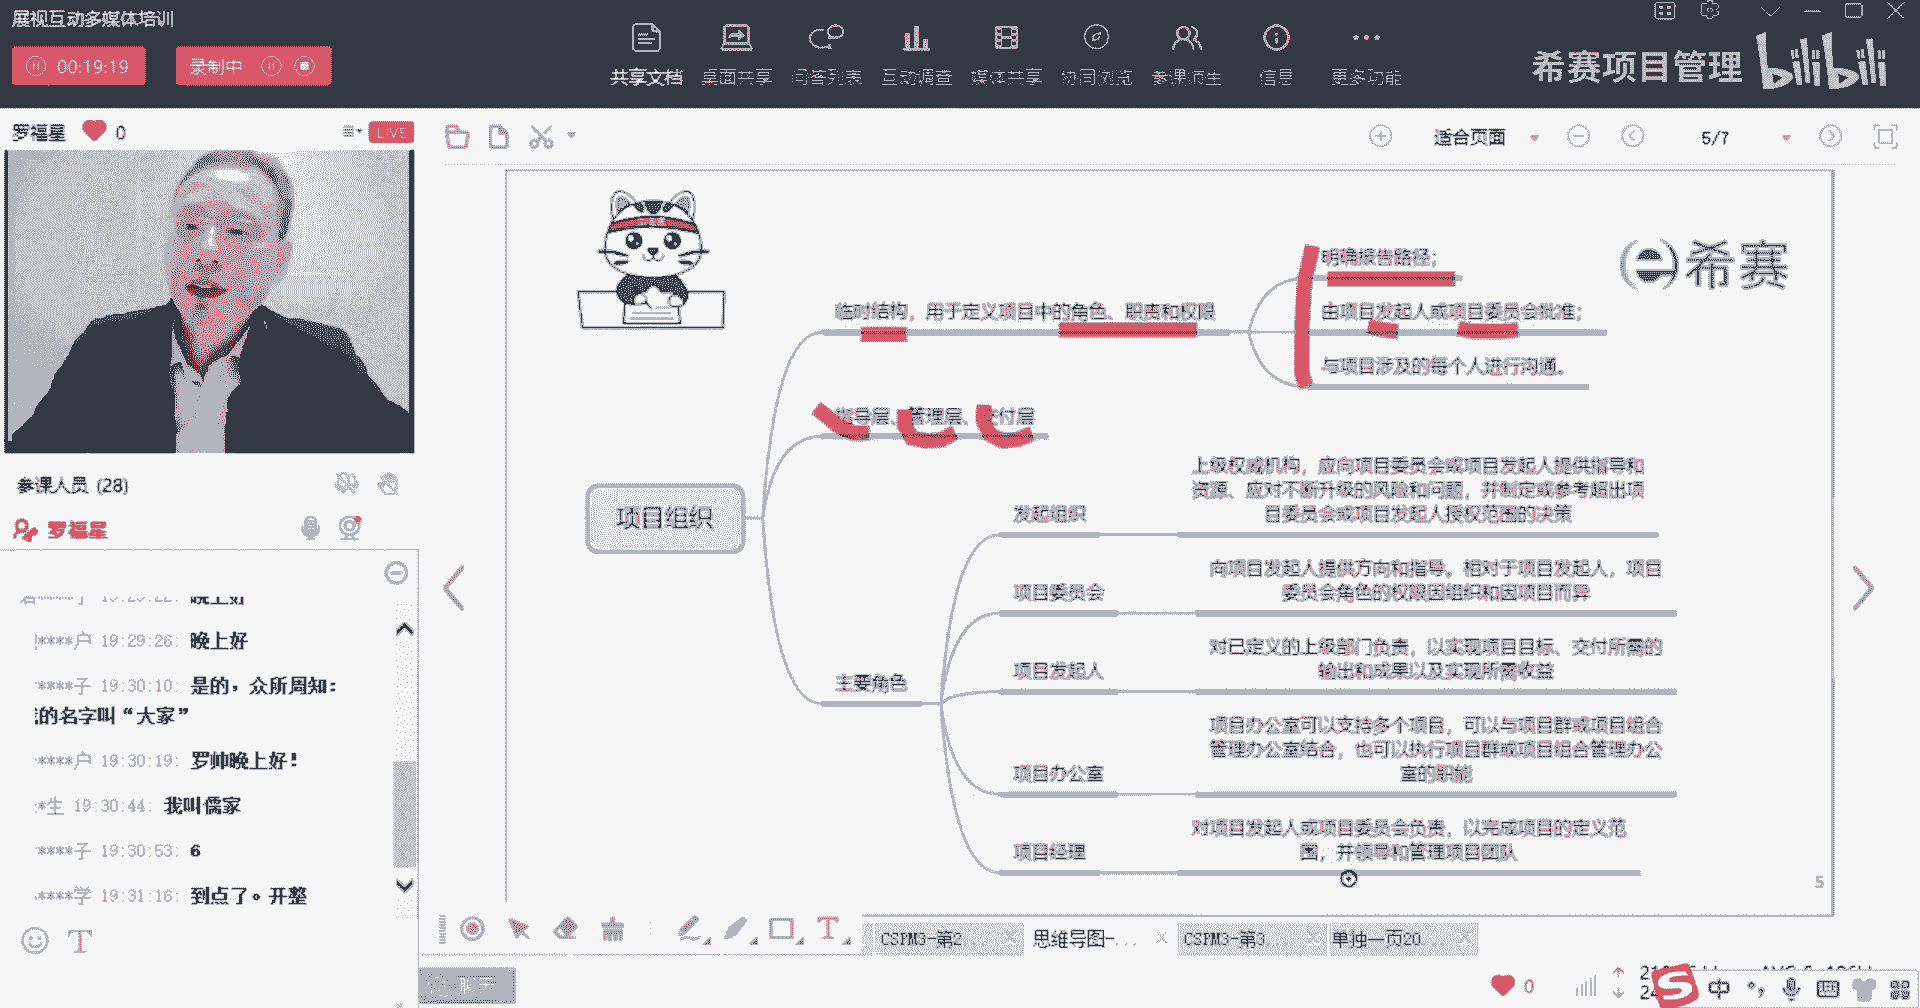 展视互动多媒体培训
00:19:19
录制中
共享文档
桌面共享
问答列表
互动调查
媒体共享
协同浏览
参课师生
信息
更多功能
希赛项目管理
bilibili
罗福星
0
LIVE
适合页面
5/7
参课人员 (28)
罗福星
晚上好
****户 19:29:26: 晚上好
****子 19:30:10: 是的，众所周知：
的名字叫“大家”
****户 19:30:19: 罗帅晚上好！
*生 19:30:44: 我叫儒家
****子 19:30:53: 6
****学 19:31:16: 到点了。开整
希赛
项目组织
临时结构，用于定义项目中的角色、职责和权限
明确报告路径；
由项目发起人或项目委员会批准；
与项目涉及的每个人进行沟通。
指导层、管理层、交付层
主要角色
发起组织
上级权威机构，应向项目委员会或项目发起人提供指导和
资源、应对不断升级的风险和问题，并制定或参考超出项
目委员会或项目发起人授权范围的决策
项目委员会
向项目发起人提供方向和指导。相对于项目发起人，项目
委员会角色的权限因组织和因项目而异
项目发起人
对已定义的上级部门负责，以实现项目目标、交付所需的
输出和成果以及实现所需收益
项目办公室
项目办公室可以支持多个项目，可以与项目群或项目组合
管理办公室结合，也可以执行项目群或项目组合管理办公
室的职能
项目经理
对项目发起人或项目委员会负责，以完成项目的定义范
围，并领导和管理项目团队
5
CSPM3-第2...
思维导图-...
CSPM3-第3...
单独一页20...
0
中